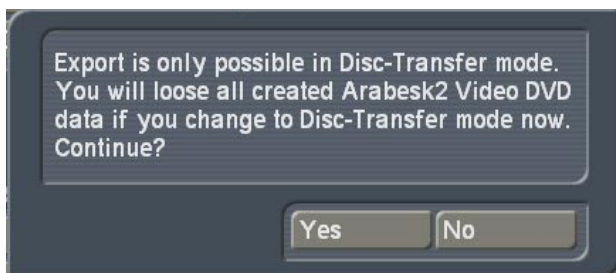 Export is only possible in Disc-Transfer mode.
You will loose all created Arabesk2 Video DVD
data if you change to Disc-Transfer mode now.
Continue?
Yes
No